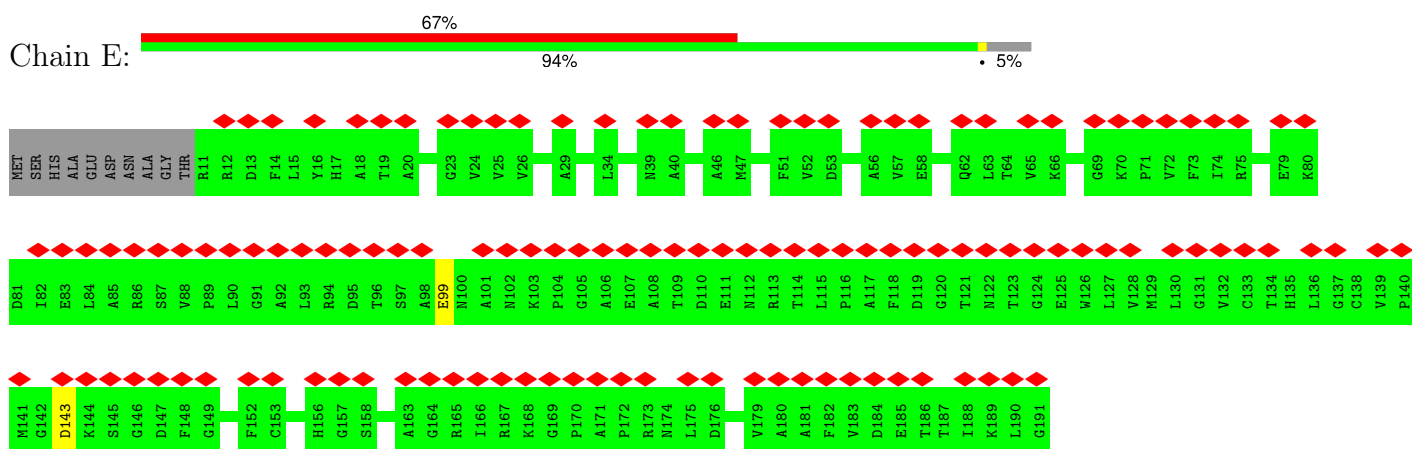 67%
Chain E:
94% • 5%
MET SER HIS ALA GLU ASP ASN ALA GLY THR R11 R12 D13 F14 L15 Y16 H17 A18 T19 A20 G23 V24 V25 V26 A29 L34 N39 A40 A46 M47 F51 V52 D53 A56 V57 E58 Q62 L63 T64 V65 K66 G69 K70 P71 V72 F73 I74 R75 E79 K80
D81 I82 E83 L84 A85 R86 S87 V88 P89 L90 G91 A92 L93 R94 D95 T96 S97 A98 E99 N100 A101 N102 K103 P104 G105 A106 E107 A108 T109 D110 E111 N112 R113 T114 L115 P116 A117 F118 D119 G120 T121 N122 T123 G124 E125 W126 L127 V128 M129 L130 G131 V132 C133 T134 H135 L136 G137 C138 V139 P140
M141 G142 D143 K144 S145 G146 D147 F148 G149 F152 C153 H156 G157 S158 A163 G164 R165 I166 R167 K168 G169 P170 A171 P172 R173 N174 L175 D176 V179 A180 A181 F182 V183 D184 E185 T186 T187 I188 K189 L190 G191